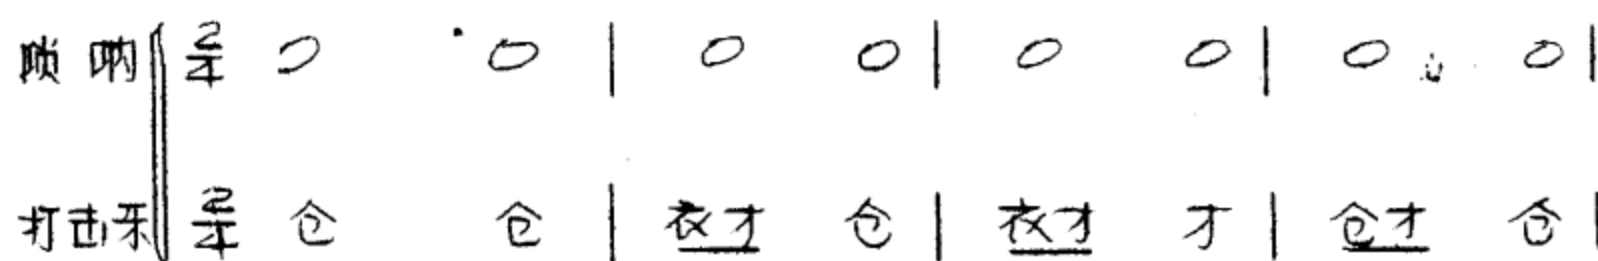 唢呐 2/4 0 0 | 0 0 | 0 0 | 0 0 |
打击乐 2/4 仓 仓 | 衣才 仓 | 衣才 才 | 仓才 仓 |